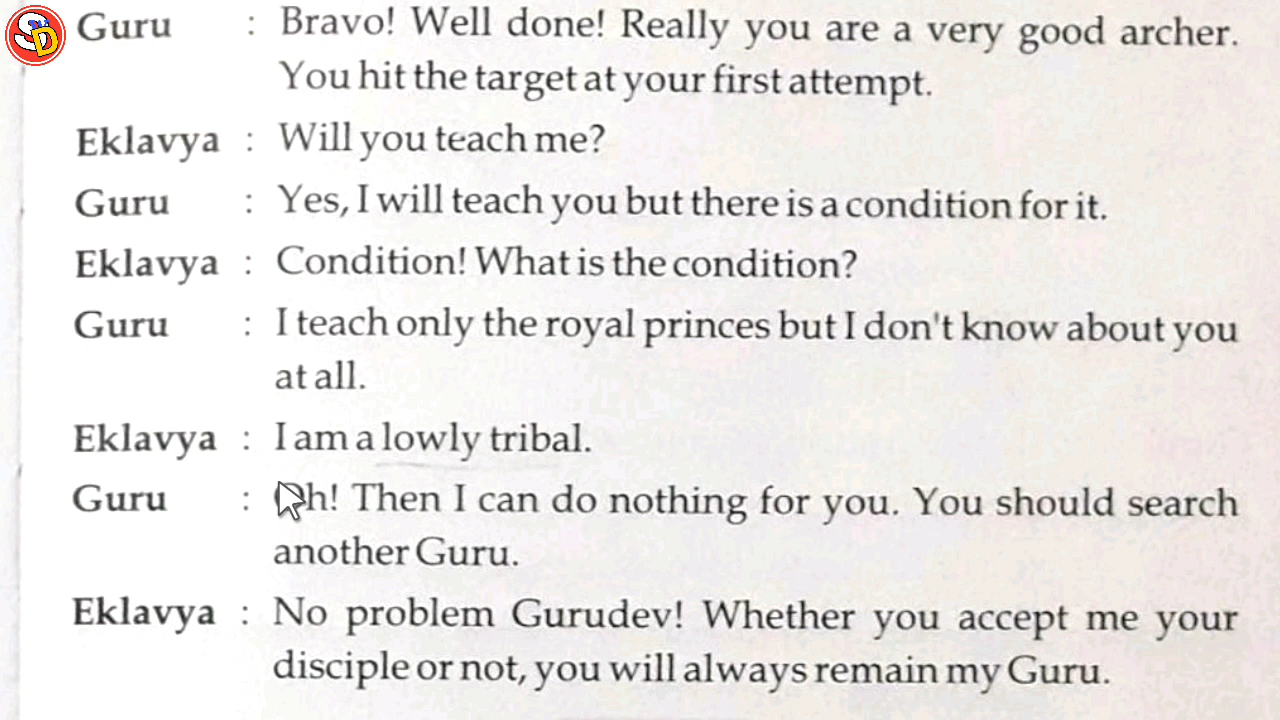 Guru : Bravo! Well done! Really you are a very good archer.
You hit the target at your first attempt.
Eklavya : Will you teach me?
Guru : Yes, I will teach you but there is a condition for it.
Eklavya : Condition! What is the condition?
Guru : I teach only the royal princes but I don't know about you
at all.
Eklavya : I am a lowly tribal.
Guru : Oh! Then I can do nothing for you. You should search
another Guru.
Eklavya : No problem Gurudev! Whether you accept me your
disciple or not, you will always remain my Guru.